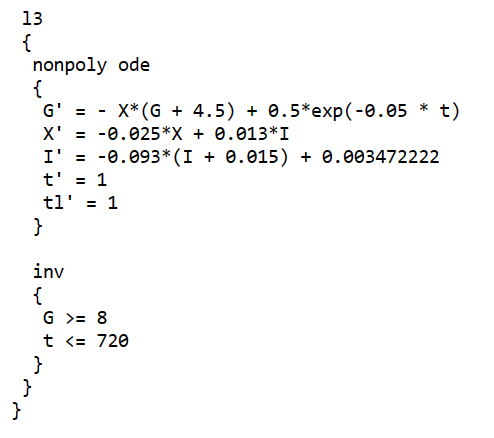 l3
{
nonpoly ode
{
G' = - X*(G + 4.5) + 0.5*exp(-0.05 * t)
X' = -0.025*X + 0.013*I
I' = -0.093*(I + 0.015) + 0.003472222
t' = 1
tl' = 1
}
inv
{
G >= 8
t <= 720
}
}
}